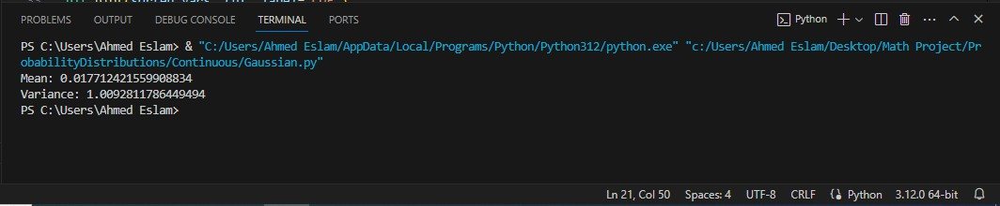 PROBLEMS OUTPUT DEBUG CONSOLE TERMINAL PORTS Python
PS C:\Users\Ahmed Eslam> & "C:/Users/Ahmed Eslam/AppData/Local/Programs/Python/Python312/python.exe" "c:/Users/Ahmed Eslam/Desktop/Math Project/Pr
obabilityDistributions/Continuous/Gaussian.py"
Mean: 0.017712421559908834
Variance: 1.0092811786449494
PS C:\Users\Ahmed Eslam>
Ln 21, Col 50 Spaces: 4 UTF-8 CRLF Python 3.12.0 64-bit